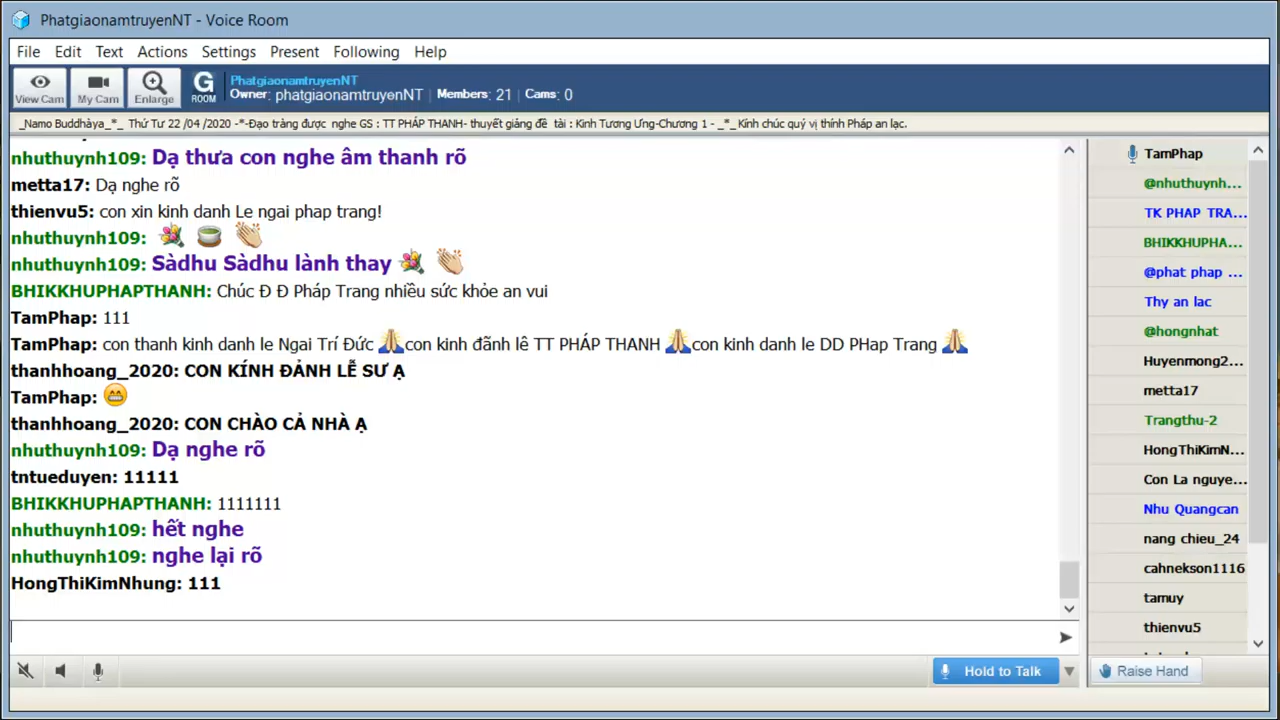 PhatgiaonamtruyenNT - Voice Room
File Edit Text Actions Settings Present Following Help
View Cam My Cam Enlarge G ROOM
PhatgiaonamtruyenNT
Owner: phatgiaonamtruyenNT | Members: 21 | Cams: 0
_Namo Buddhàya_*_ Thứ Tư 22 /04 /2020 -*-Đạo tràng được nghe GS : TT PHÁP THANH- thuyết giảng đề tài : Kinh Tương Ưng-Chương 1 - _*_ Kính chúc quý vị thính Pháp an lạc.
nhuthuynh109: Dạ thưa con nghe âm thanh rõ
metta17: Dạ nghe rõ
thienvu5: con xin kinh danh Le ngai phap trang!
nhuthuynh109: 💐 🍵 👏
nhuthuynh109: Sàdhu Sàdhu lành thay 💐 👏
BHIKKHUPHAPTHANH: Chúc Đ Đ Pháp Trang nhiều sức khỏe an vui
TamPhap: 111
TamPhap: con thanh kinh danh le Ngai Trí Đức 🙏con kinh đãnh lê TT PHÁP THANH 🙏con kinh danh le DD PHap Trang 🙏
thanhhoang_2020: CON KÍNH ĐẢNH LỄ SƯ Ạ
TamPhap: 😁
thanhhoang_2020: CON CHÀO CẢ NHÀ Ạ
nhuthuynh109: Dạ nghe rõ
tntueduyen: 11111
BHIKKHUPHAPTHANH: 1111111
nhuthuynh109: hết nghe
nhuthuynh109: nghe lại rõ
HongThiKimNhung: 111
Hold to Talk
TamPhap
@nhuthuynh...
TK PHAP TRA...
BHIKKHUPHA...
@phat phap ...
Thy an lac
@hongnhat
Huyenmong2...
metta17
Trangthu-2
HongThiKimN...
Con La nguye...
Nhu Quangcan
nang chieu_24
cahnekson1116
tamuy
thienvu5
Raise Hand